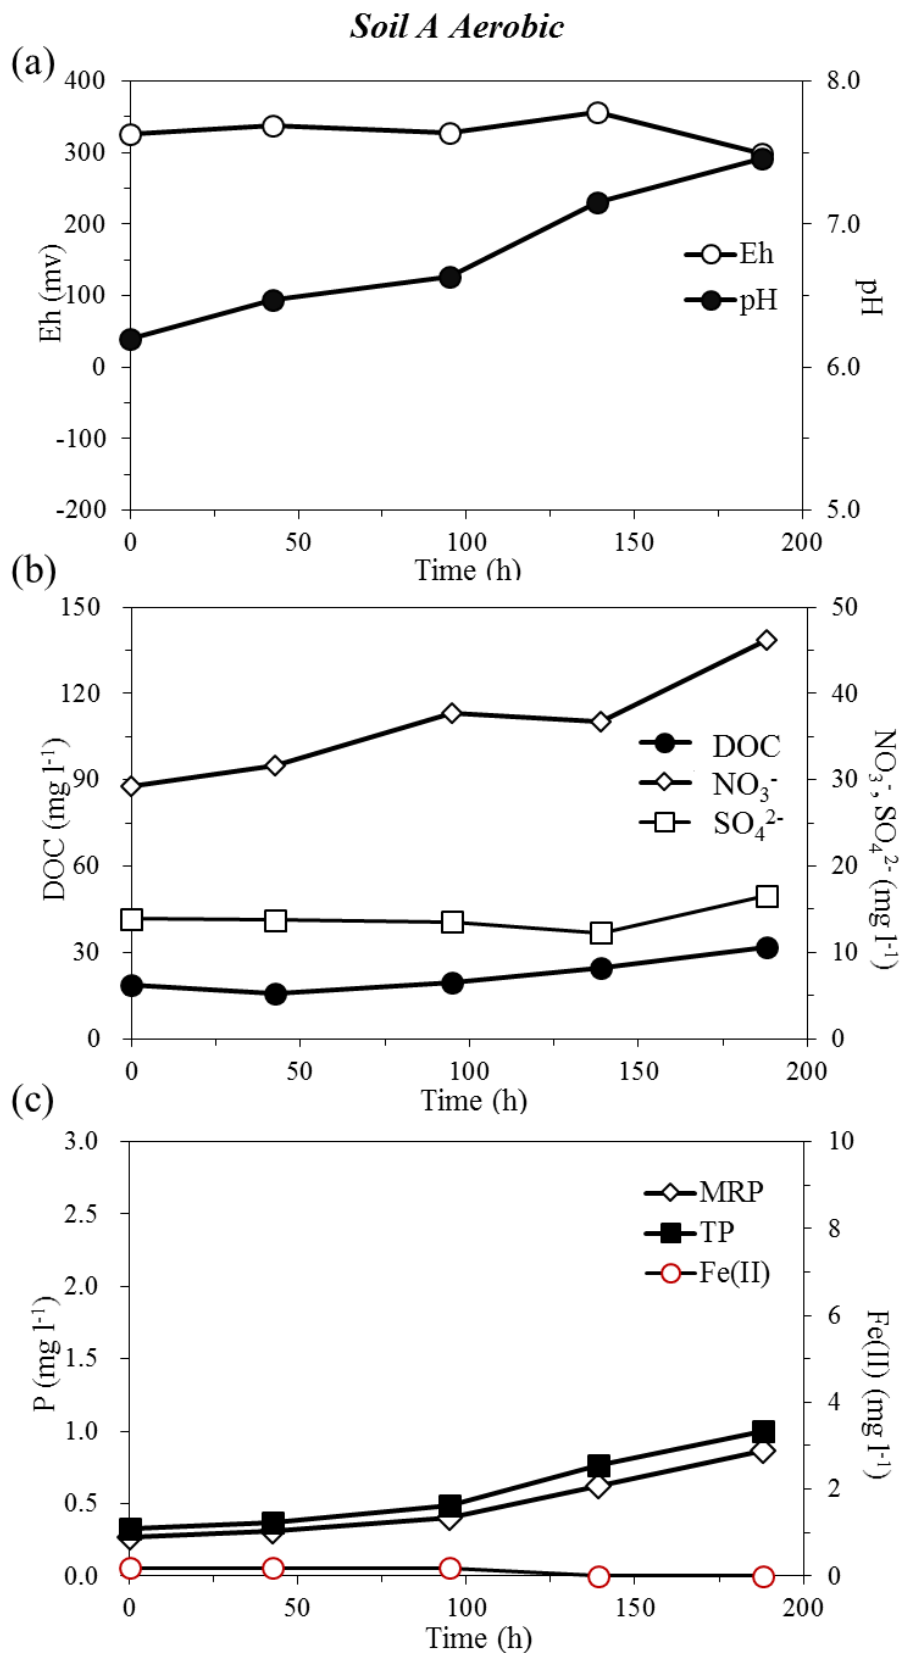 Soil A Aerobic
(a)
400
300
200
100
0
-100
-200
Eh (mv)
8.0
7.0
6.0
5.0
pH
Eh
pH
0 50 100 150 200
Time (h)
(b)
150
120
90
60
30
0
DOC (mg l⁻¹)
50
40
30
20
10
0
NO₃⁻, SO₄²⁻ (mg l⁻¹)
DOC
NO₃⁻
SO₄²⁻
0 50 100 150 200
Time (h)
(c)
3.0
2.5
2.0
1.5
1.0
0.5
0.0
P (mg l⁻¹)
10
8
6
4
2
0
Fe(II) (mg l⁻¹)
MRP
TP
Fe(II)
0 50 100 150 200
Time (h)